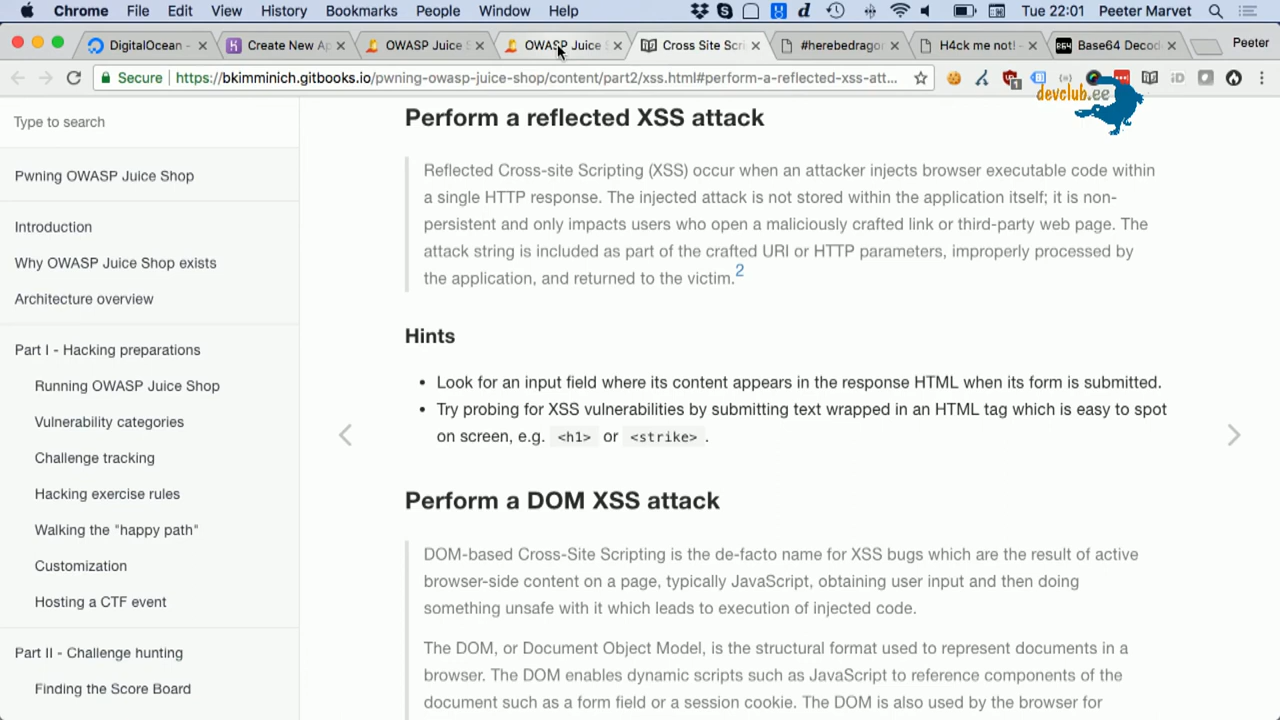 Chrome File Edit View History Bookmarks People Window Help Tue 22:01 Peeter Marvet
DigitalOcean - Create New Ap OWASP Juice S OWASP Juice S Cross Site Scri #herebedragon H4ck me not! - Base64 Decod Peeter
Secure https://bkimminich.gitbooks.io/pwning-owasp-juice-shop/content/part2/xss.html#perform-a-reflected-xss-att...
devclub.ee
Type to search
Pwning OWASP Juice Shop
Introduction
Why OWASP Juice Shop exists
Architecture overview
Part I - Hacking preparations
Running OWASP Juice Shop
Vulnerability categories
Challenge tracking
Hacking exercise rules
Walking the "happy path"
Customization
Hosting a CTF event
Part II - Challenge hunting
Finding the Score Board
Perform a reflected XSS attack
Reflected Cross-site Scripting (XSS) occur when an attacker injects browser executable code within
a single HTTP response. The injected attack is not stored within the application itself; it is non-
persistent and only impacts users who open a maliciously crafted link or third-party web page. The
attack string is included as part of the crafted URI or HTTP parameters, improperly processed by
the application, and returned to the victim.2
Hints
• Look for an input field where its content appears in the response HTML when its form is submitted.
• Try probing for XSS vulnerabilities by submitting text wrapped in an HTML tag which is easy to spot
on screen, e.g. <h1> or <strike> .
Perform a DOM XSS attack
DOM-based Cross-Site Scripting is the de-facto name for XSS bugs which are the result of active
browser-side content on a page, typically JavaScript, obtaining user input and then doing
something unsafe with it which leads to execution of injected code.
The DOM, or Document Object Model, is the structural format used to represent documents in a
browser. The DOM enables dynamic scripts such as JavaScript to reference components of the
document such as a form field or a session cookie. The DOM is also used by the browser for